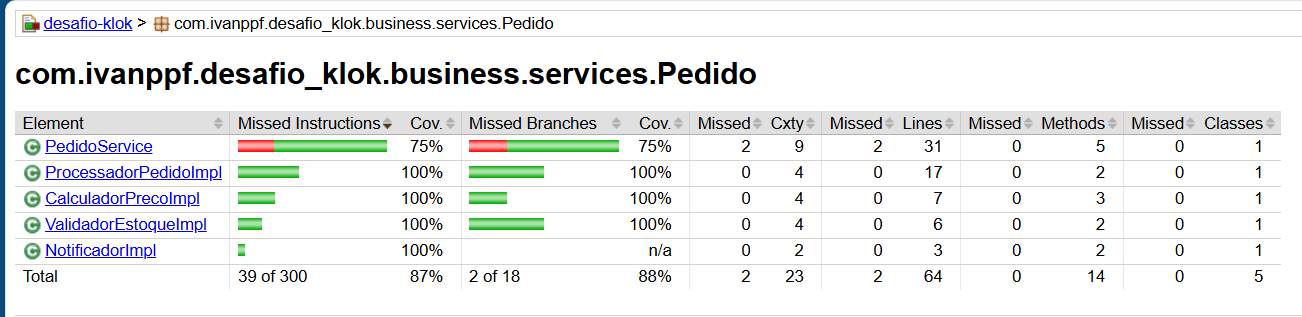 desafio-klok > com.ivanppf.desafio_klok.business.services.Pedido
com.ivanppf.desafio_klok.business.services.Pedido
Element Missed Instructions Cov. Missed Branches Cov. Missed Cxty Missed Lines Missed Methods Missed Classes
PedidoService 75% 75% 2 9 2 31 0 5 0 1
ProcessadorPedidoImpl 100% 100% 0 4 0 17 0 2 0 1
CalculadorPrecoImpl 100% 100% 0 4 0 7 0 3 0 1
ValidadorEstoqueImpl 100% 100% 0 4 0 6 0 2 0 1
NotificadorImpl 100% n/a 0 2 0 3 0 2 0 1
Total 39 of 300 87% 2 of 18 88% 2 23 2 64 0 14 0 5